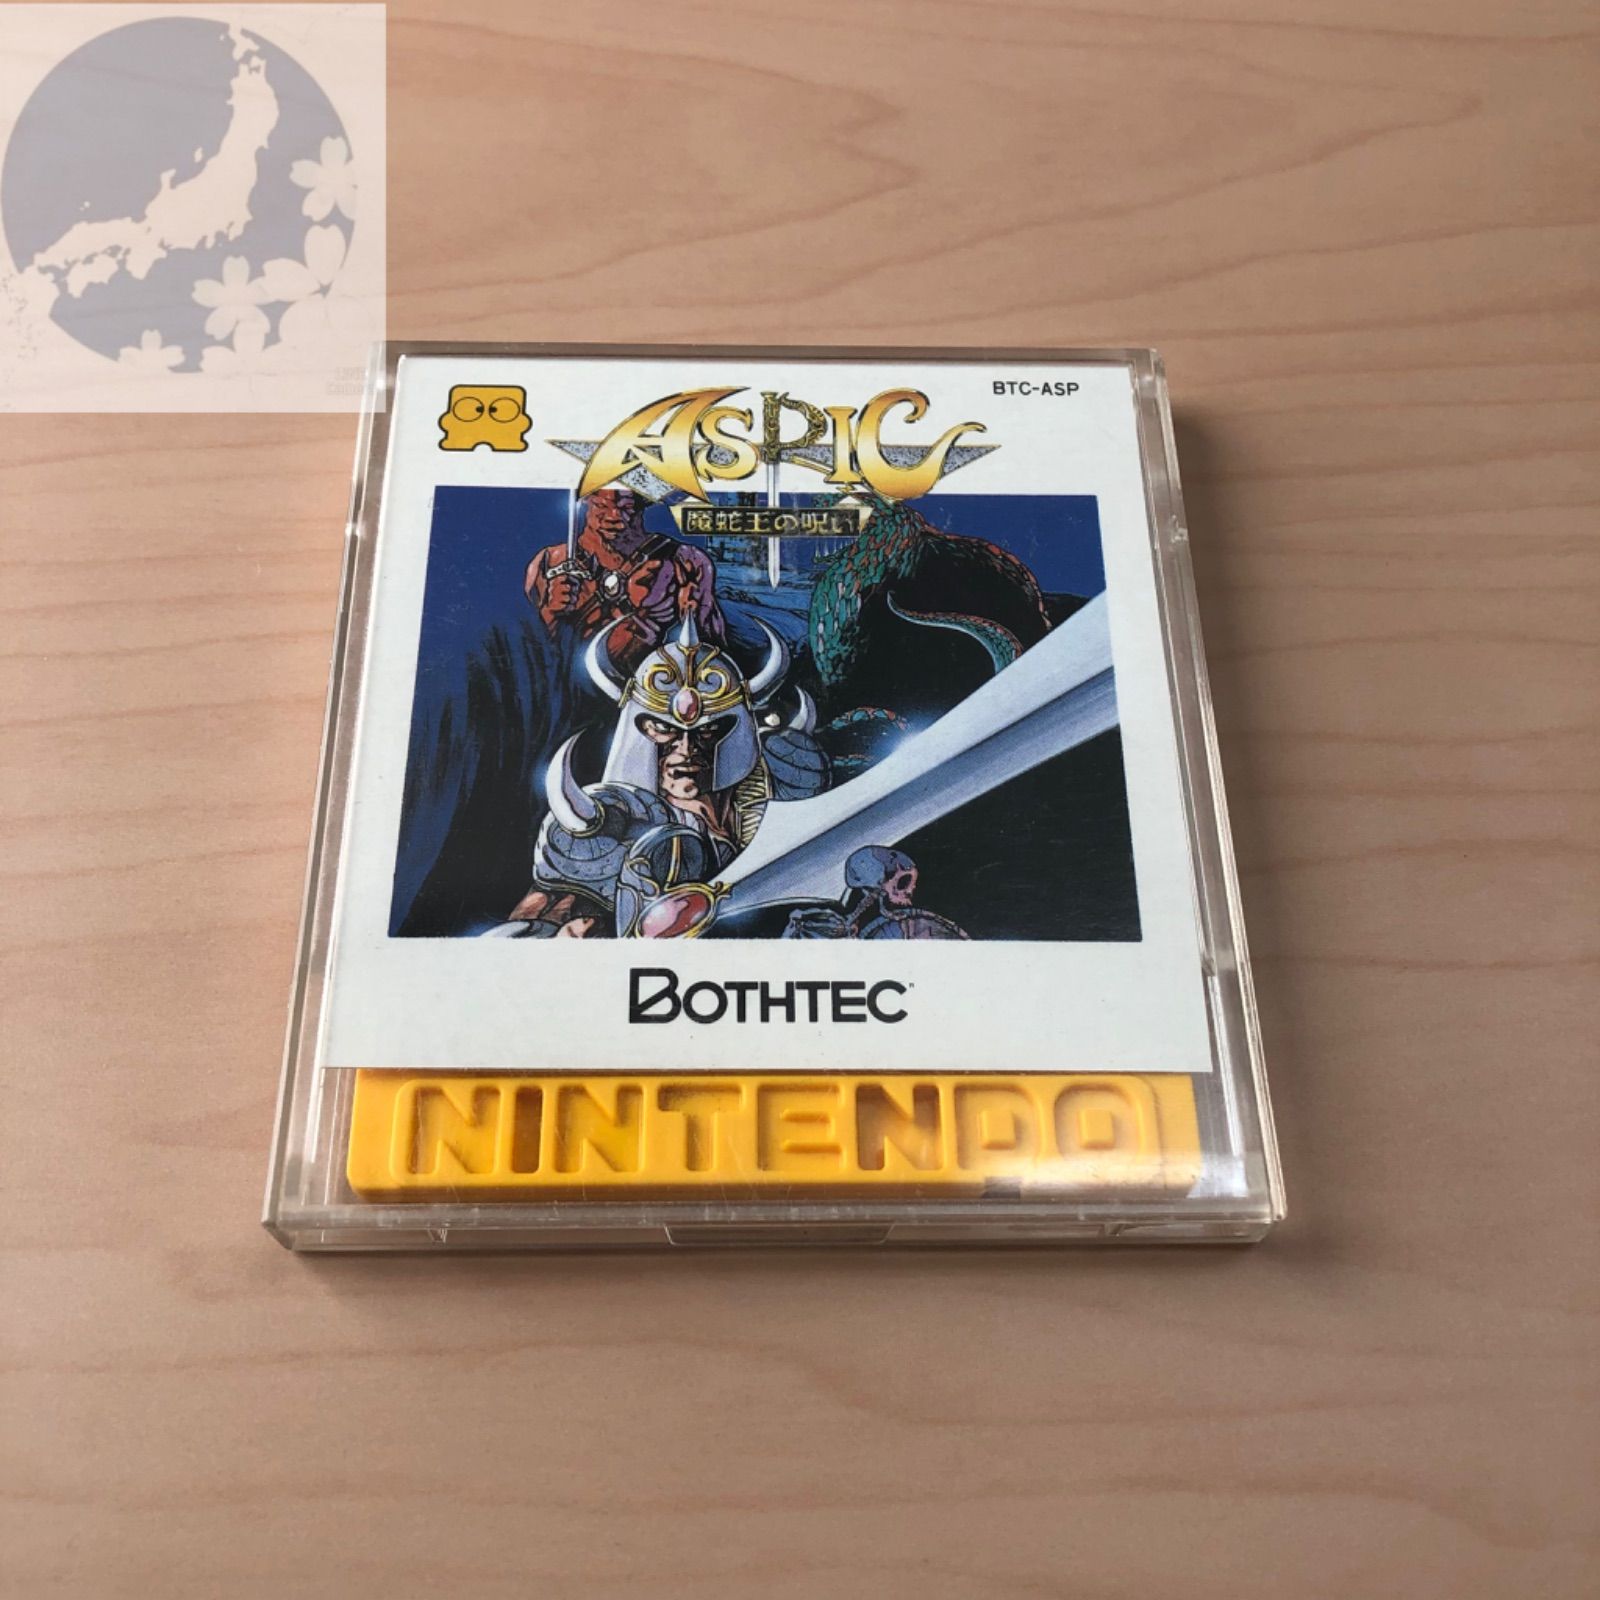 BTC-ASP
ASPIC
魔蛇王の呪い
BOTHTEC
NINTENDO